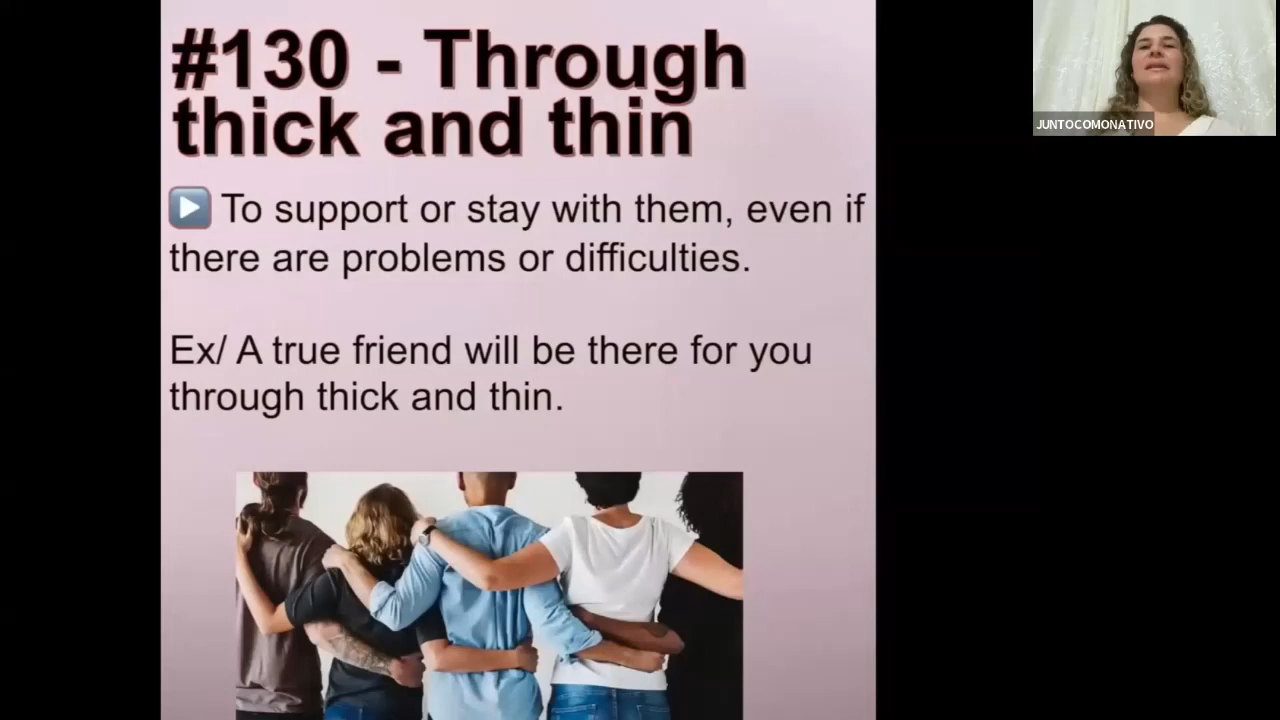 #130 - Through
thick and thin
To support or stay with them, even if
there are problems or difficulties.
Ex/ A true friend will be there for you
through thick and thin.
JUNTOCOMONATIVO